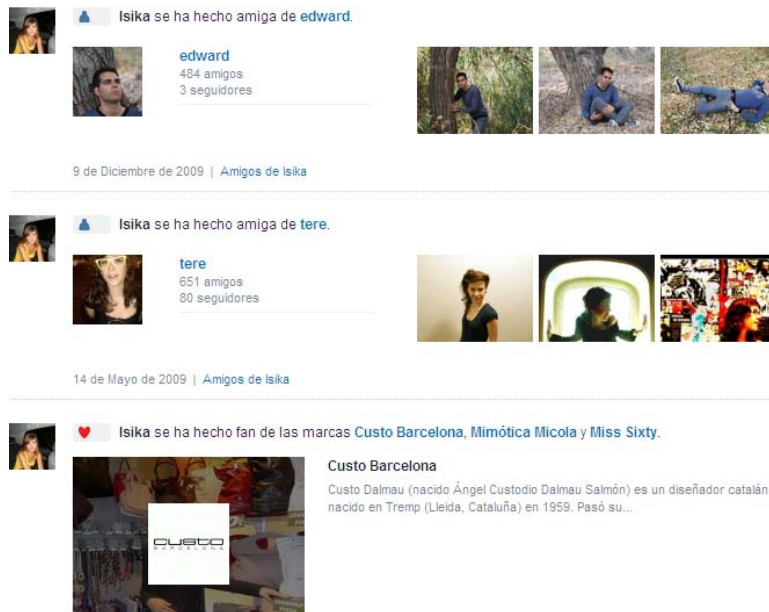 Isika se ha hecho amiga de edward.
edward
484 amigos
3 seguidores
9 de Diciembre de 2009 | Amigos de Isika
Isika se ha hecho amiga de tere.
tere
651 amigos
80 seguidores
14 de Mayo de 2009 | Amigos de Isika
Isika se ha hecho fan de las marcas Custo Barcelona, Mimótica Micola y Miss Sixty.
Custo Barcelona
Custo Dalmau (nacido Ángel Custodio Dalmau Salmón) es un diseñador catalán
nacido en Tremp (Lleida, Cataluña) en 1959. Pasó su...
custo
BARCELONA